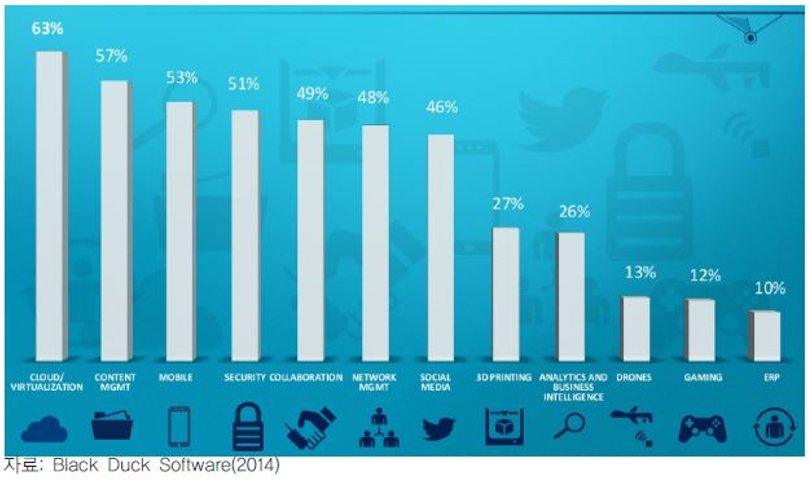 63%
57%
53%
51%
49%
48%
46%
27%
26%
13%
12%
10%
CLOUD/
VIRTUALIZATION
CONTENT
MGMT
MOBILE
SECURITY
COLLABORATION
NETWORK
MGMT
SOCIAL
MEDIA
3D PRINTING
ANALYTICS AND
BUSINESS
INTELLIGENCE
DRONES
GAMING
ERP
자료: Black Duck Software(2014)